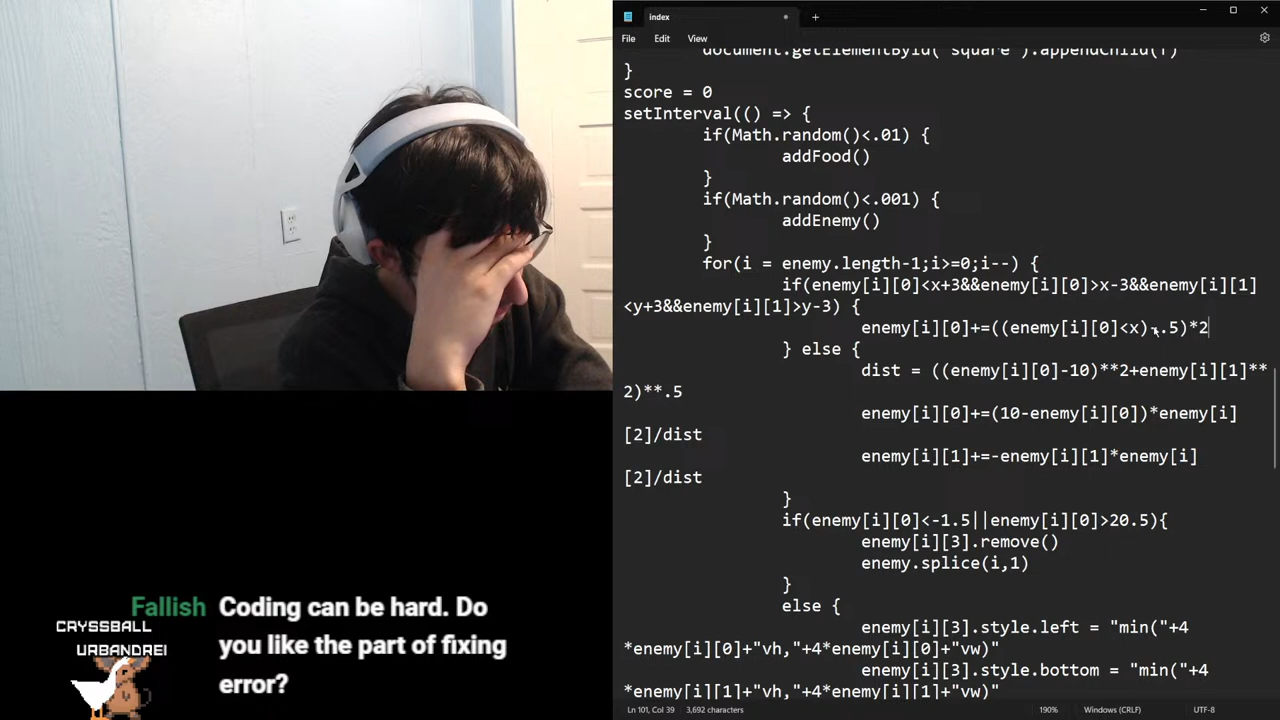 index
File Edit View
document.getElementById("square").appendChild(f)
}
score = 0
setInterval(() => {
if(Math.random()<.01) {
addFood()
}
if(Math.random()<.001) {
addEnemy()
}
for(i = enemy.length-1;i>=0;i--) {
if(enemy[i][0]<x+3&&enemy[i][0]>x-3&&enemy[i][1]
<y+3&&enemy[i][1]>y-3) {
enemy[i][0]+=((enemy[i][0]<x)-.5)*2
} else {
dist = ((enemy[i][0]-10)**2+enemy[i][1]**
2)**.5
enemy[i][0]+=(10-enemy[i][0])*enemy[i]
[2]/dist
enemy[i][1]+=-enemy[i][1]*enemy[i]
[2]/dist
}
if(enemy[i][0]<-1.5||enemy[i][0]>20.5){
enemy[i][3].remove()
enemy.splice(i,1)
}
else {
enemy[i][3].style.left = "min("+4
*enemy[i][0]+"vh,"+4*enemy[i][0]+"vw)"
enemy[i][3].style.bottom = "min("+4
*enemy[i][1]+"vh,"+4*enemy[i][1]+"vw)"
Ln 101, Col 39 3,692 characters 190% Windows (CRLF) UTF-8
Fallish Coding can be hard. Do
you like the part of fixing
error?
CRYSSBALL
URBANDREI